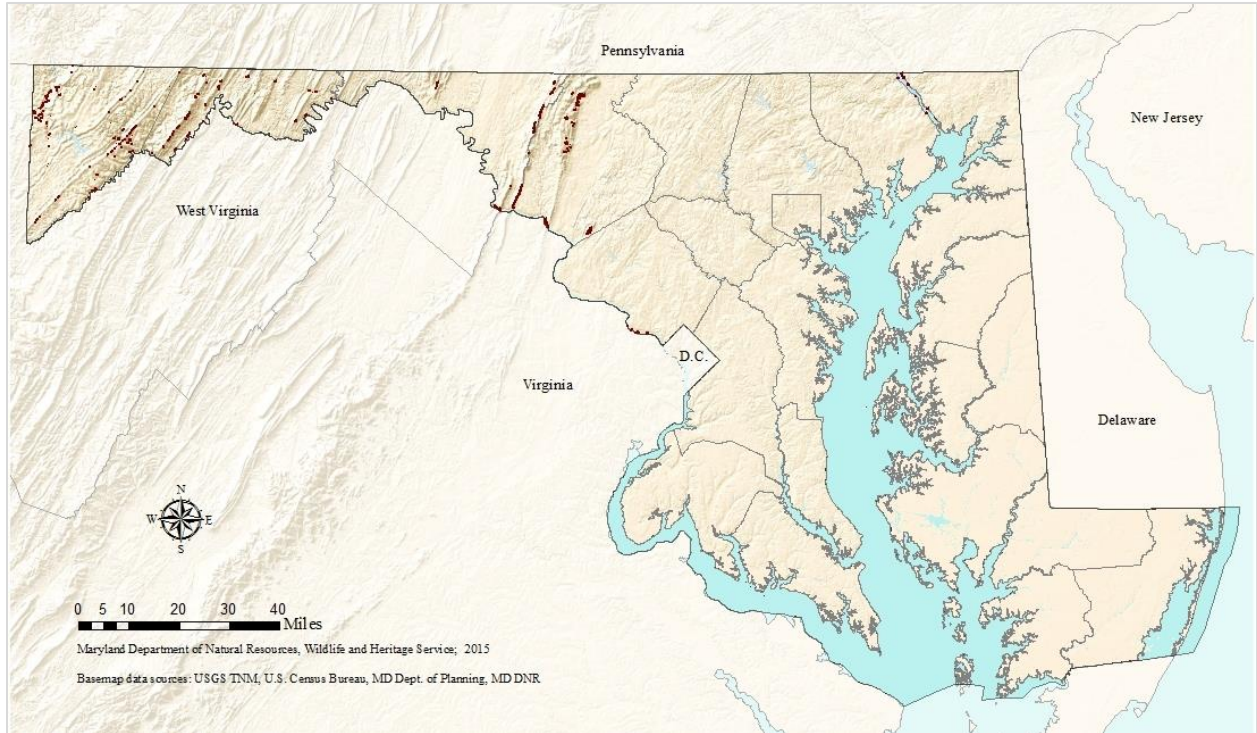 Pennsylvania
New Jersey
West Virginia
D.C.
Virginia
Delaware
N
W E
S
0 5 10 20 30 40
Miles
Maryland Department of Natural Resources, Wildlife and Heritage Service; 2015
Basemap data sources: USGS TNM, U.S. Census Bureau, MD Dept. of Planning, MD DNR